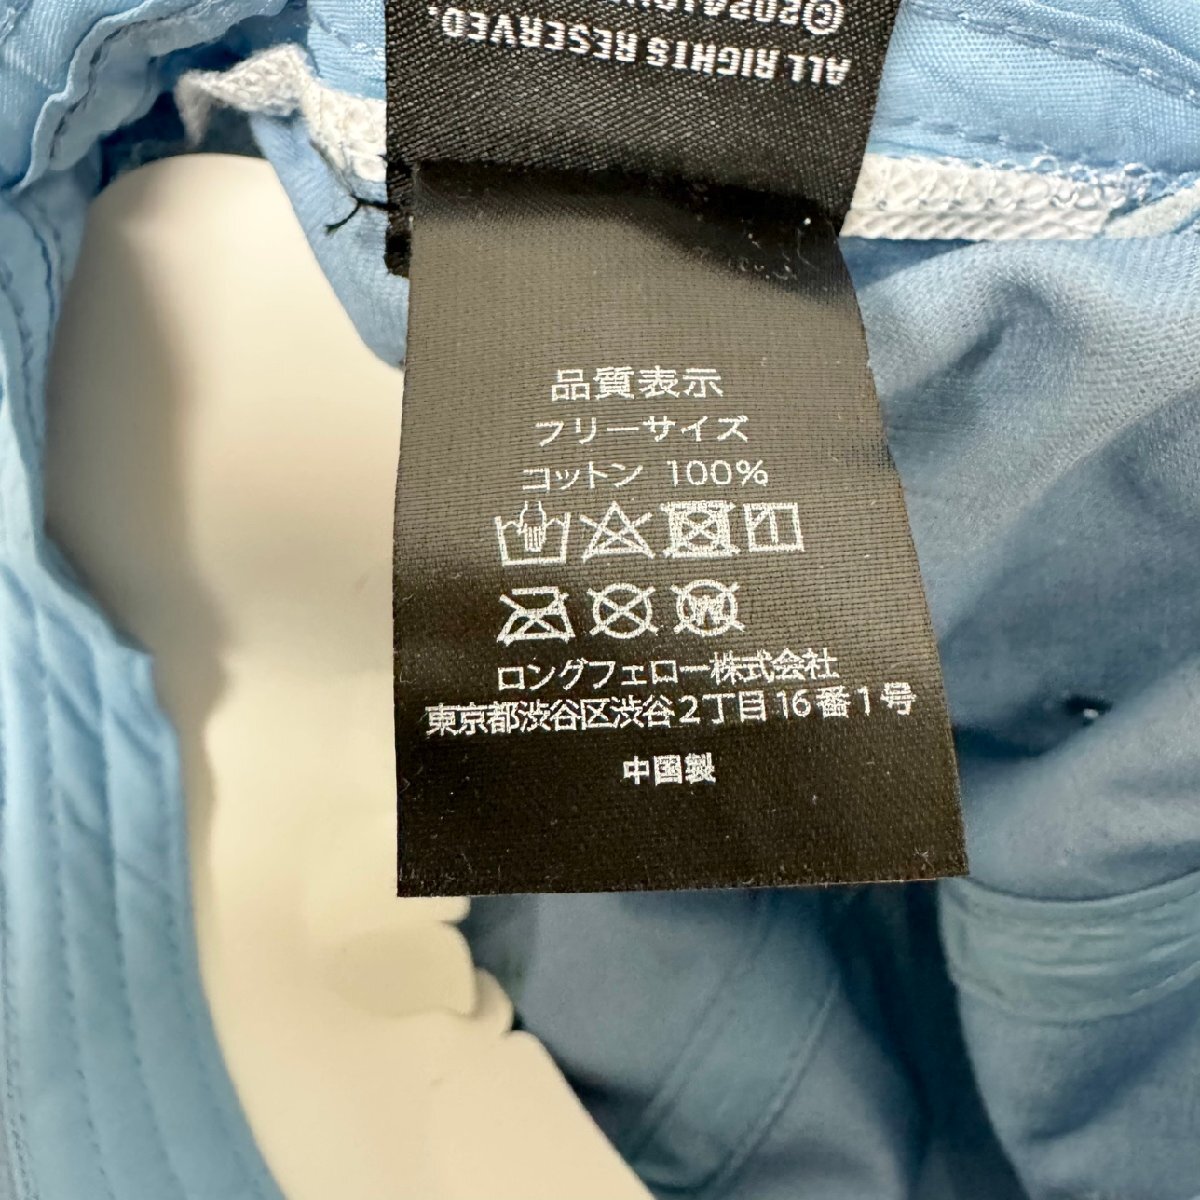 ALL RIGHTS RESERVED.
品質表示
フリーサイズ
コットン 100%
ロングフェロー株式会社
東京都渋谷区渋谷2丁目16番1号
中国製